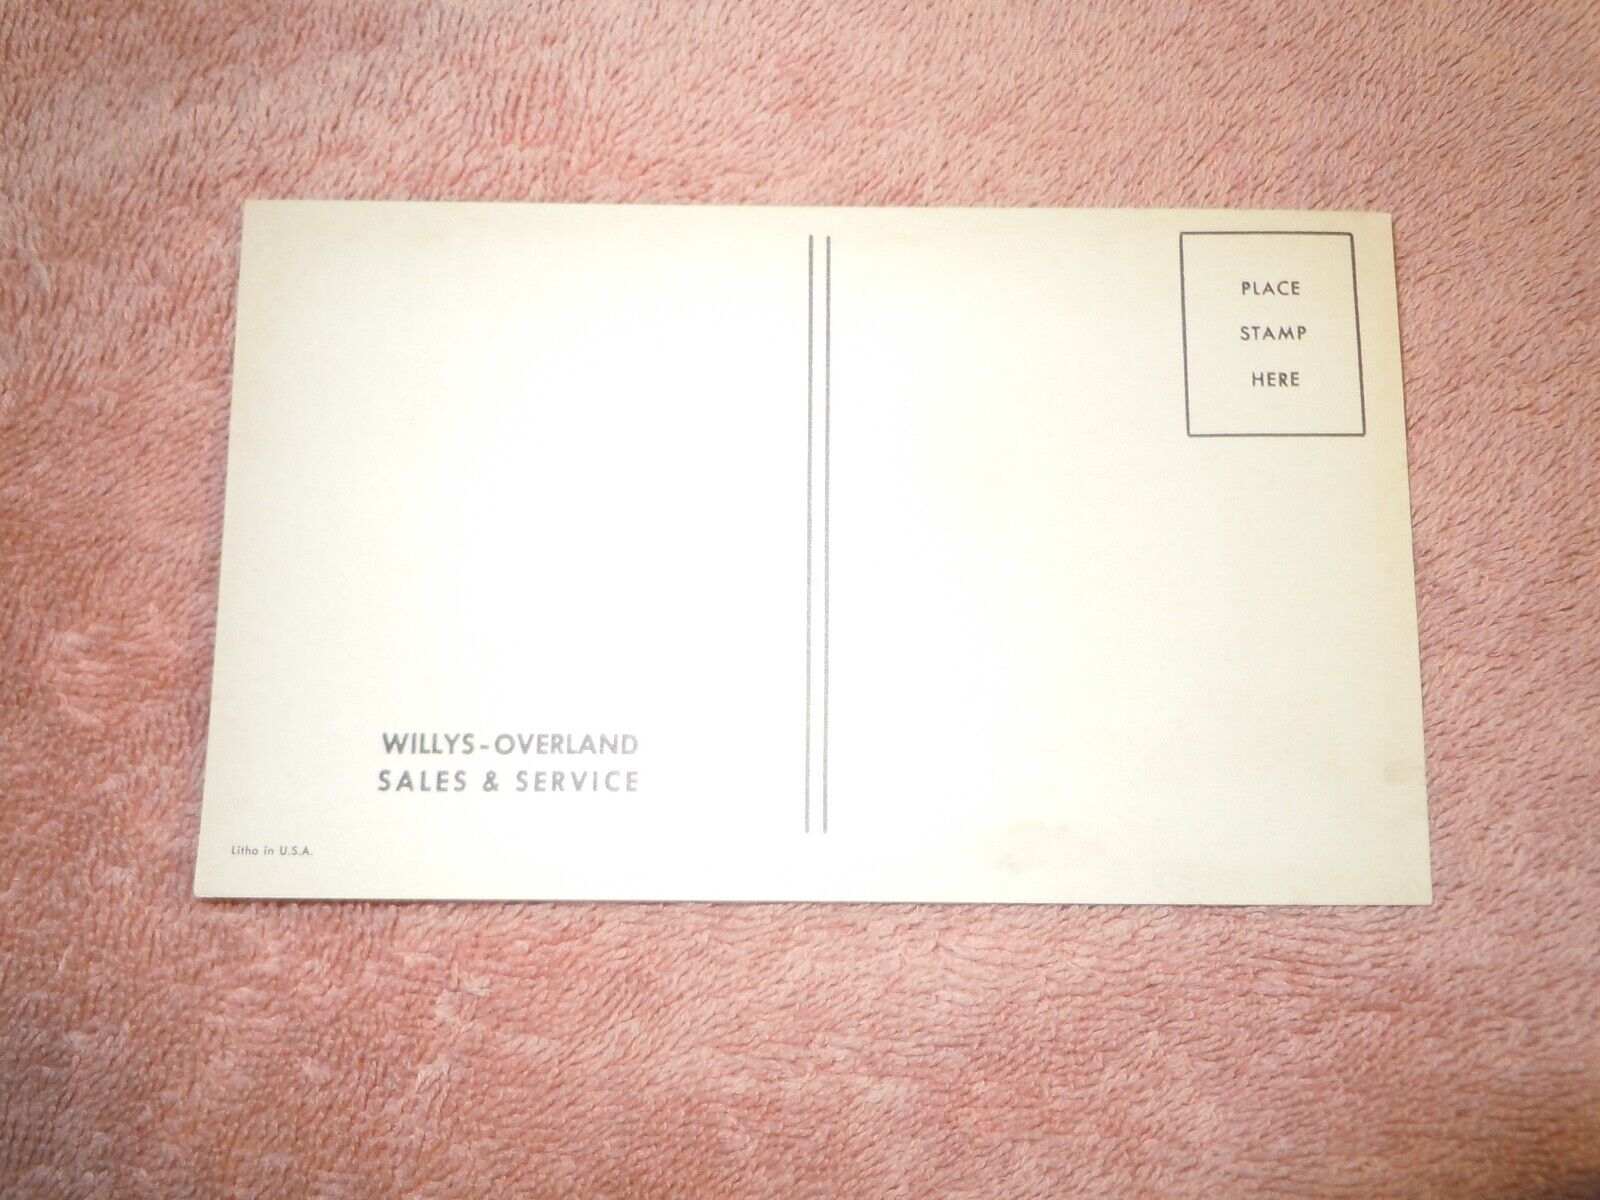 PLACE
STAMP
HERE
WILLYS-OVERLAND
SALES & SERVICE
Litho in U.S.A.